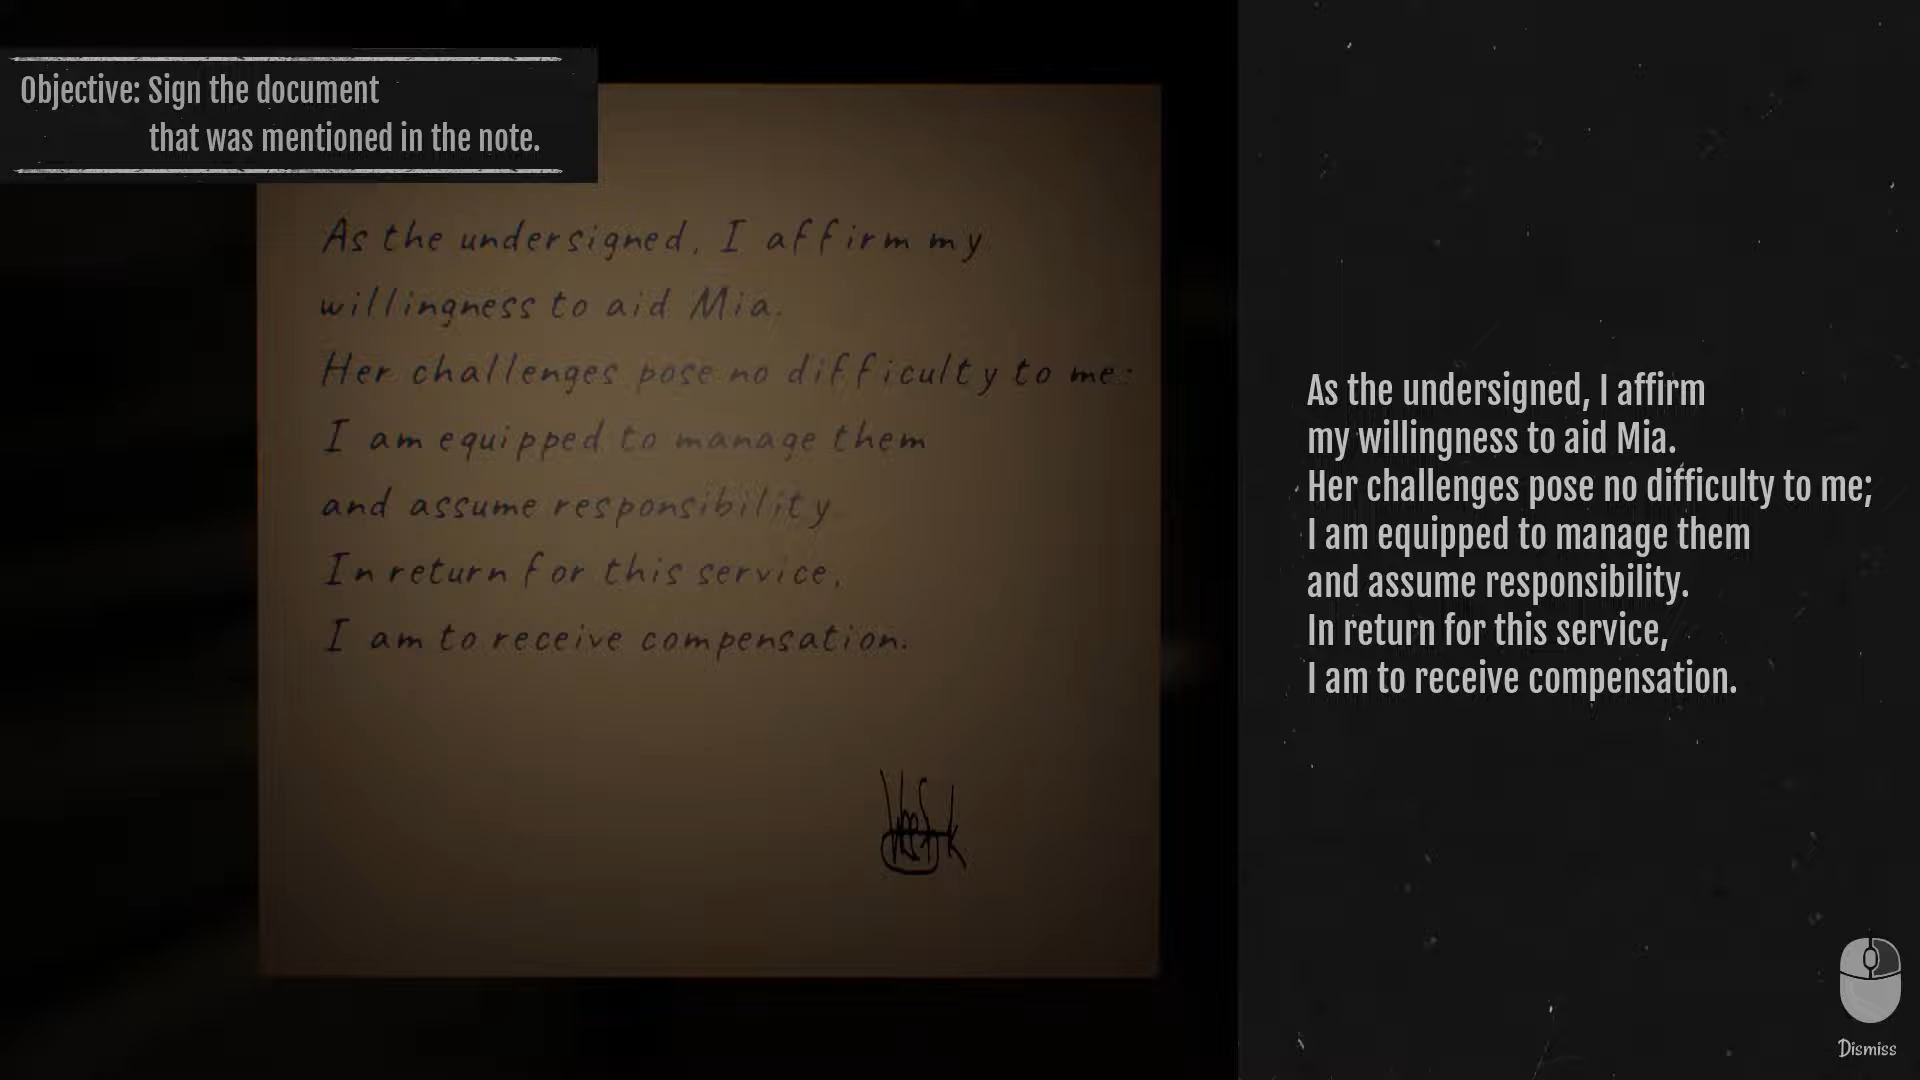 Objective: Sign the document
that was mentioned in the note.
As the undersigned, I affirm my
willingness to aid Mia.
Her challenges pose no difficulty to me:
I am equipped to manage them
and assume responsibility
In return for this service,
I am to receive compensation.
As the undersigned, I affirm
my willingness to aid Mia.
Her challenges pose no difficulty to me;
I am equipped to manage them
and assume responsibility.
In return for this service,
I am to receive compensation.
Dismiss